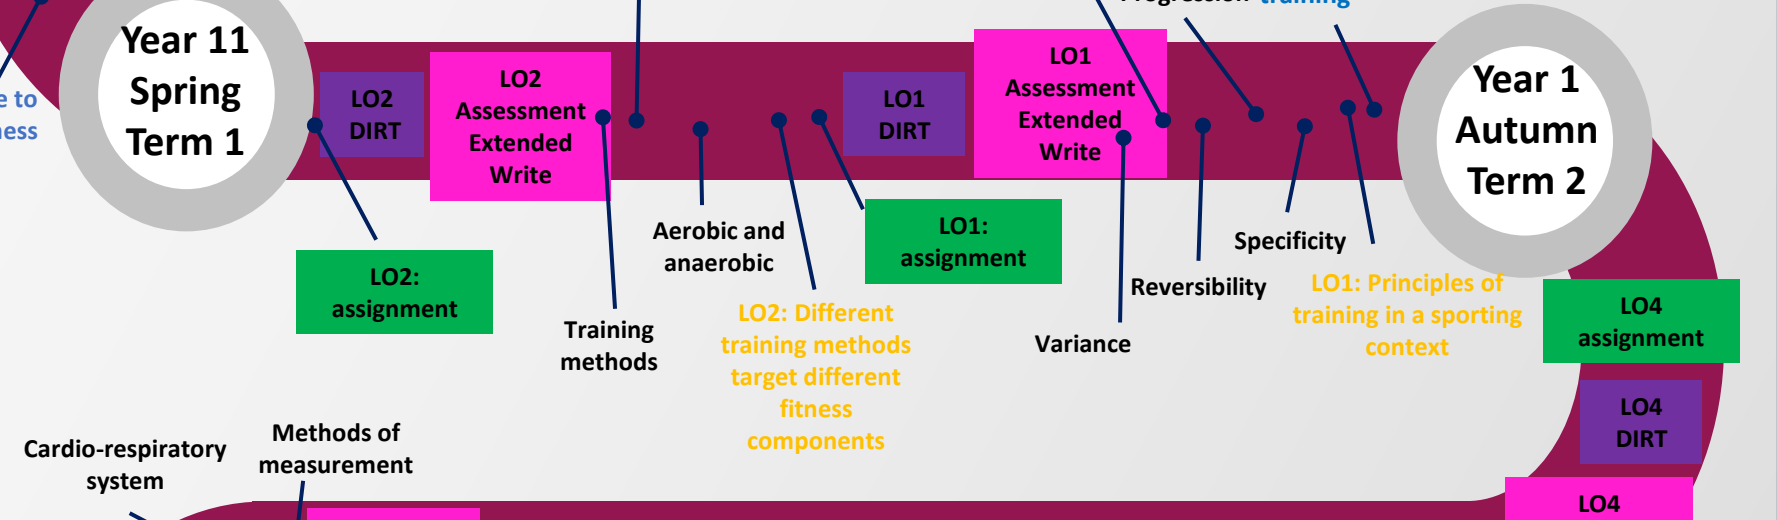 training
Year 11
Spring
Term 1
LO2
DIRT
LO2
Assessment
Extended
Write
LO1
DIRT
LO1
Assessment
Extended
Write
Year 1
Autumn
Term 2
e to
ess
LO2:
assignment
Training
methods
Aerobic and
anaerobic
LO2: Different
training methods
target different
fitness
components
LO1:
assignment
Variance
Reversibility
Specificity
LO1: Principles of
training in a sporting
context
LO4
assignment
LO4
DIRT
LO4
Cardio-respiratory
system
Methods of
measurement